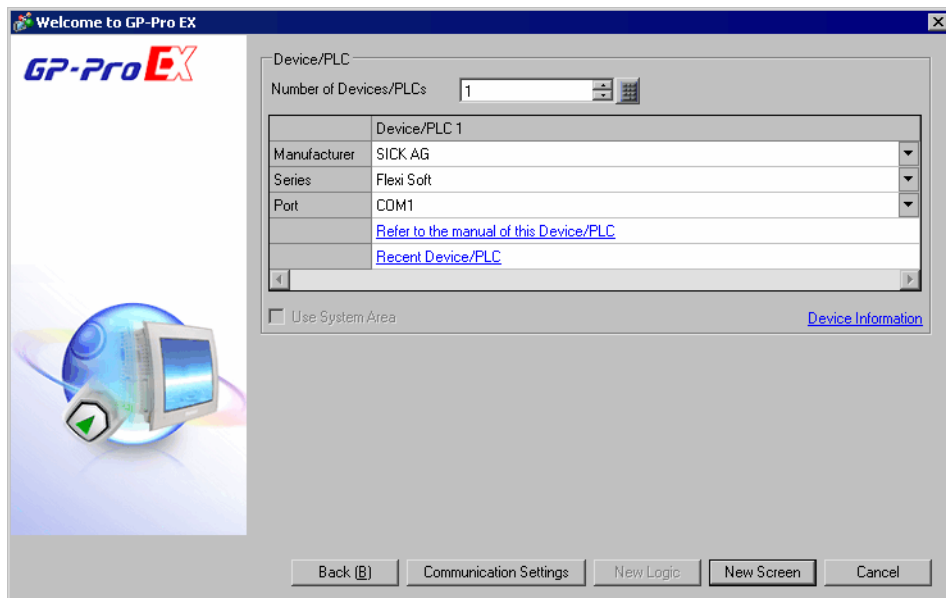 Welcome to GP-Pro EX
GP-Pro EX
Device/PLC
Number of Devices/PLCs 1
Device/PLC 1
Manufacturer SICK AG
Series Flexi Soft
Port COM1
Refer to the manual of this Device/PLC
Recent Device/PLC
Use System Area Device Information
Back (B) Communication Settings New Logic New Screen Cancel